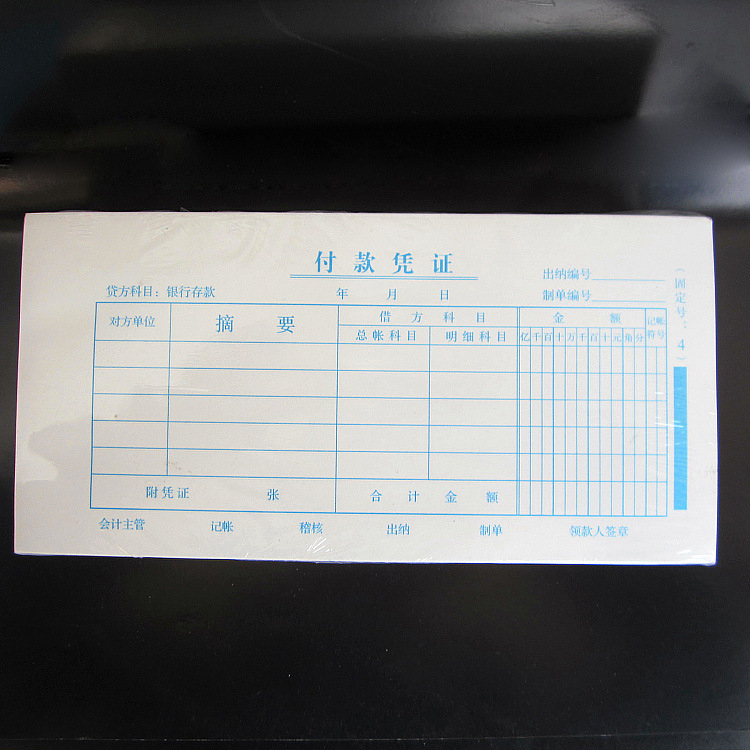 付款凭证
出纳编号
贷方科目：银行存款 年 月 日 制单编号
（固定号：4）
对方单位 摘要 借方科目 金额 记帐符号
总帐科目 明细科目 亿千百十万千百十元角分
附凭证 张 合计金额
会计主管 记帐 稽核 出纳 制单 领款人签章